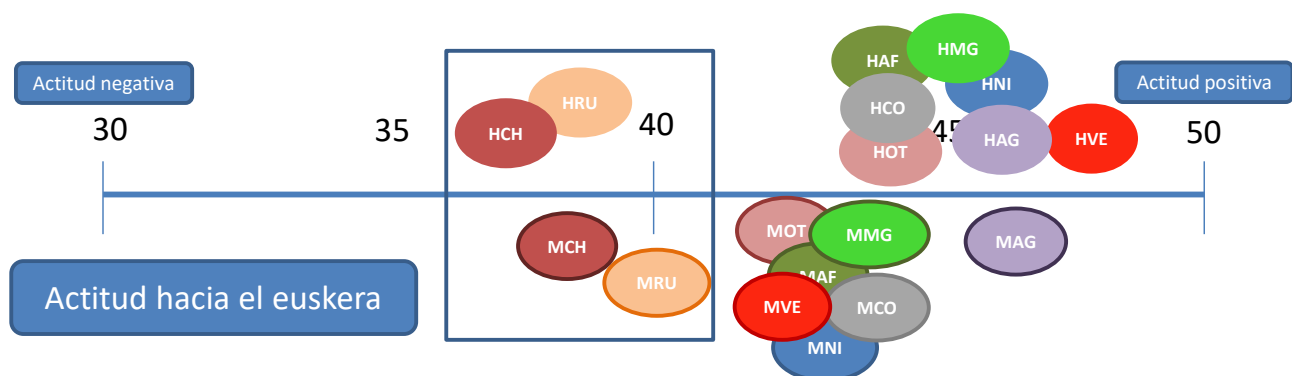 HMG
HAF
Actitud negativa
HNI
Actitud positiva
HRU
HCO
30
35
HCH
40
45
HAG
HVE
50
HOT
MOT
MMG
MAG
MCH
MAF
MRU
Actitud hacia el euskera
MVE
MCO
MNI